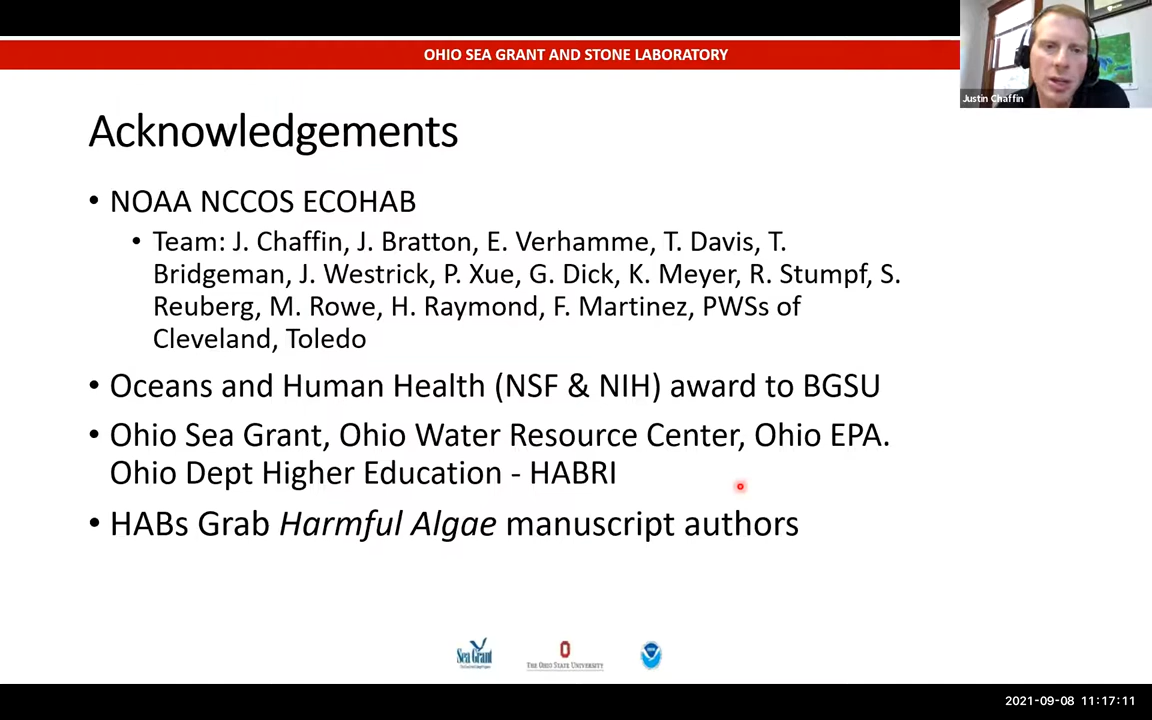 OHIO SEA GRANT AND STONE LABORATORY
Justin Chaffin
Acknowledgements
• NOAA NCCOS ECOHAB
• Team: J. Chaffin, J. Bratton, E. Verhamme, T. Davis, T.
Bridgeman, J. Westrick, P. Xue, G. Dick, K. Meyer, R. Stumpf, S.
Reuberg, M. Rowe, H. Raymond, F. Martinez, PWSs of
Cleveland, Toledo
• Oceans and Human Health (NSF & NIH) award to BGSU
• Ohio Sea Grant, Ohio Water Resource Center, Ohio EPA.
Ohio Dept Higher Education - HABRI
• HABs Grab Harmful Algae manuscript authors
Sea Grant
THE OHIO STATE UNIVERSITY
2021-09-08 11:17:11